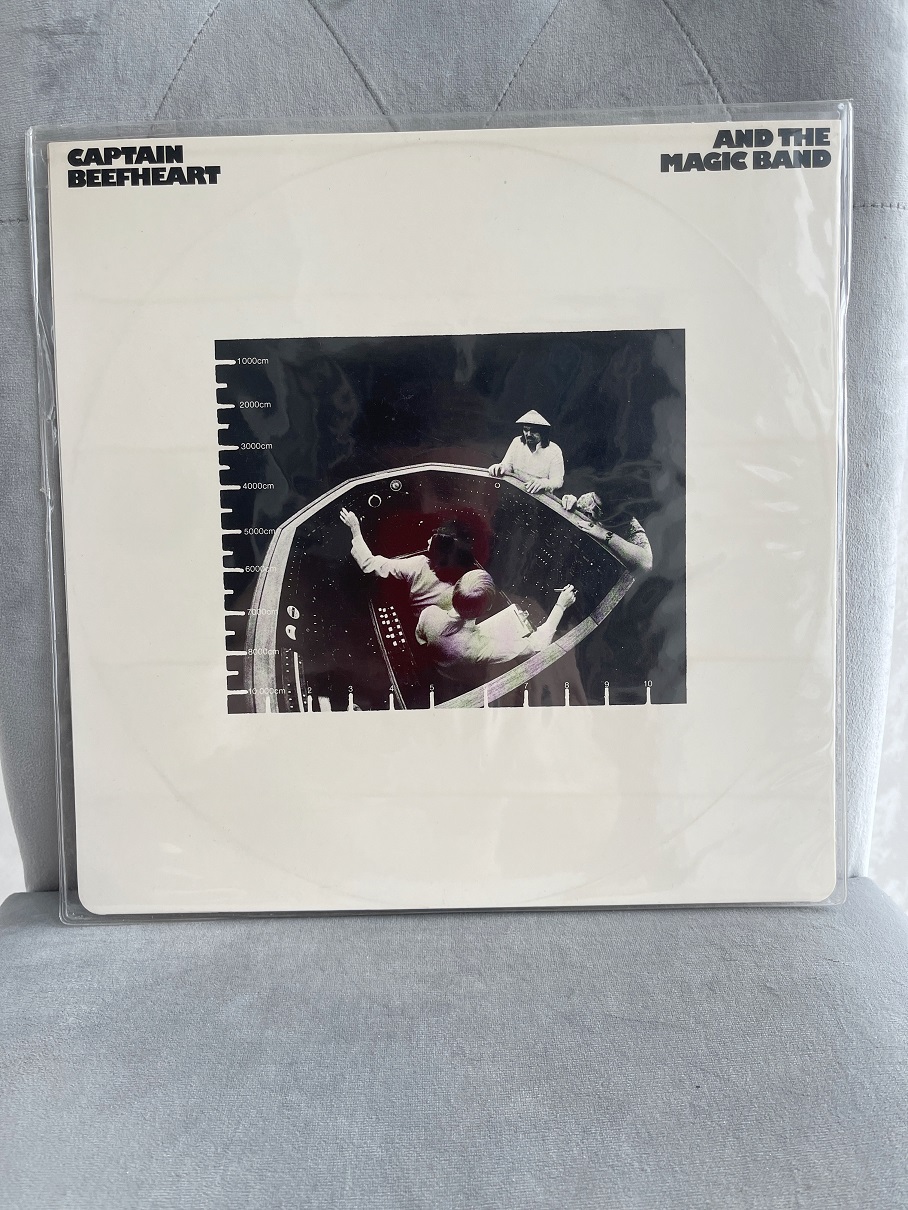 CAPTAIN
BEEFHEART
AND THE
MAGIC BAND
1000cm
2000cm
3000cm
4000cm
5000cm
6000cm
7000cm
8000cm
10,000cm
2 3 4 5 7 8 9 10